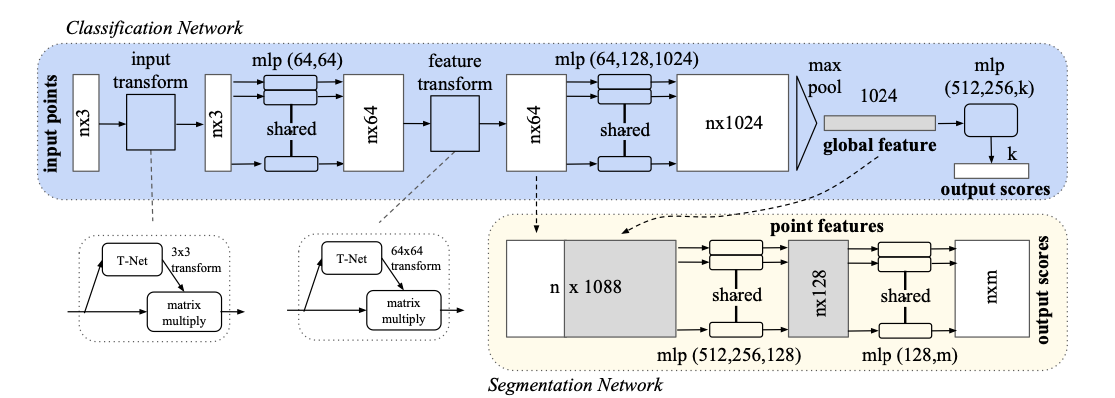 Classification Network
input points
nx3
input
transform
nx3
mlp (64,64)
shared
nx64
feature
transform
nx64
mlp (64,128,1024)
shared
nx1024
max
pool
1024
global feature
mlp
(512,256,k)
k
output scores
T-Net
3x3
transform
matrix
multiply
T-Net
64x64
transform
matrix
multiply
point features
n x 1088
shared
mlp (512,256,128)
nx128
shared
mlp (128,m)
nxm
output scores
Segmentation Network